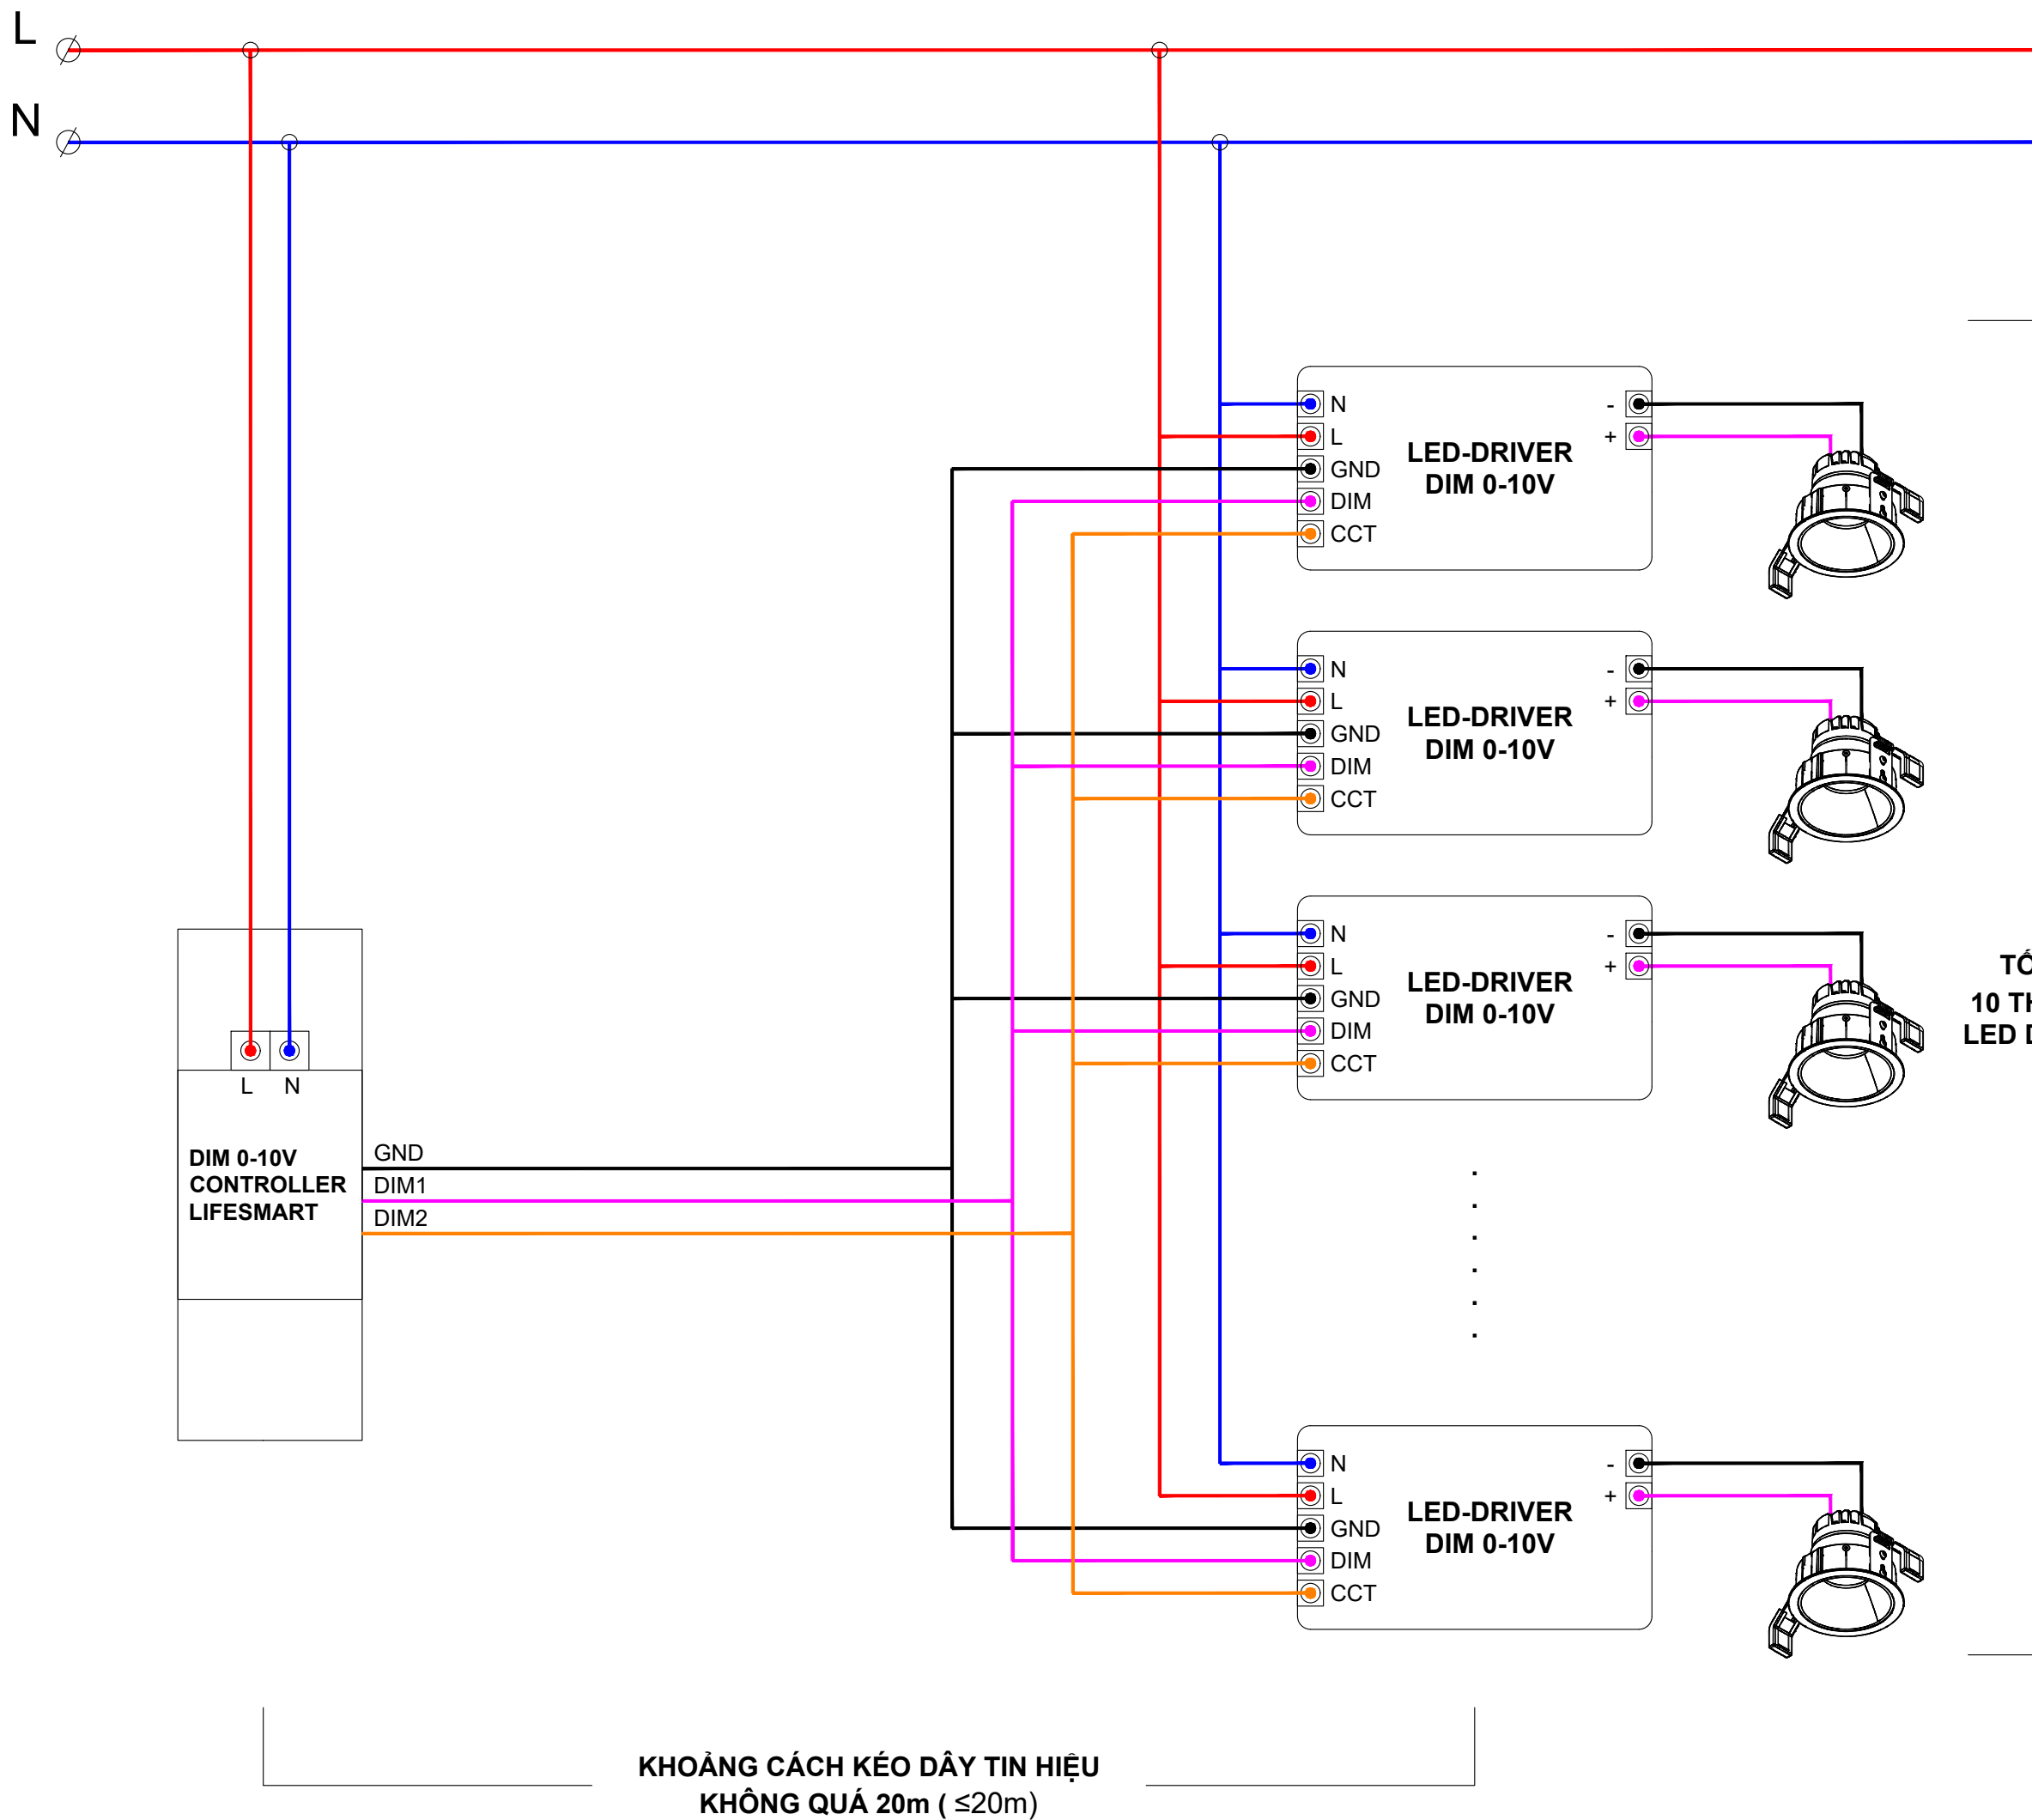 L
N
N
L
GND
DIM
CCT
LED-DRIVER
DIM 0-10V
-
+
N
L
GND
DIM
CCT
LED-DRIVER
DIM 0-10V
-
+
N
L
GND
DIM
CCT
LED-DRIVER
DIM 0-10V
-
+
10
LED
L N
DIM 0-10V
CONTROLLER
LIFESMART
GND
DIM1
DIM2
N
L
GND
DIM
CCT
LED-DRIVER
DIM 0-10V
-
+
KHOẢNG CÁCH KÉO DÂY TIN HIỆU
KHÔNG QUÁ 20m ( ≤20m)